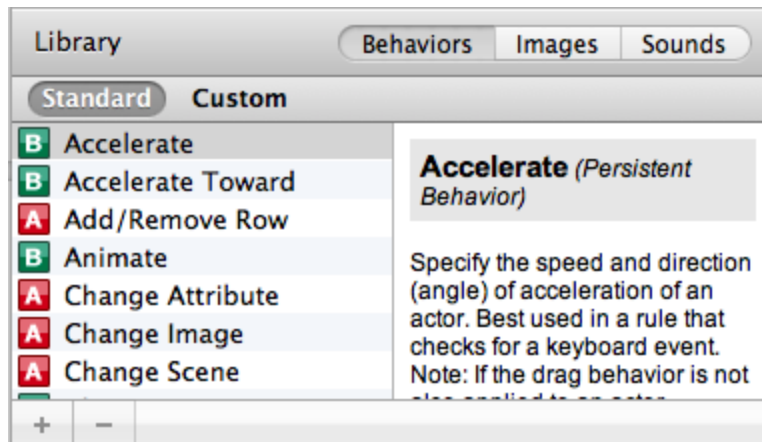 Library
Behaviors Images Sounds
Standard Custom
B Accelerate
B Accelerate Toward
A Add/Remove Row
B Animate
A Change Attribute
A Change Image
A Change Scene
Accelerate (Persistent
Behavior)
Specify the speed and direction
(angle) of acceleration of an
actor. Best used in a rule that
checks for a keyboard event.
Note: If the drag behavior is not
+ −